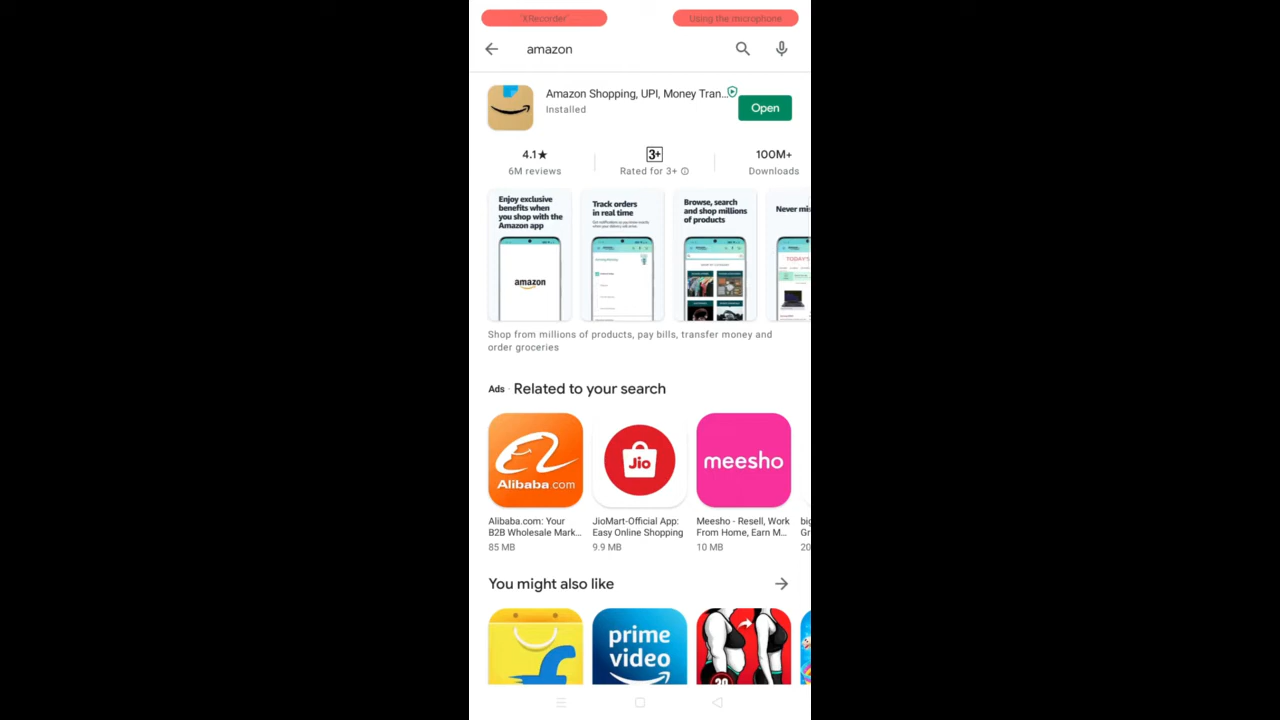 "XRecorder"
Using the microphone
amazon
Amazon Shopping, UPI, Money Tran...
Installed
Open
4.1★
6M reviews
3+
Rated for 3+
100M+
Downloads
Enjoy exclusive
benefits when
you shop with the
Amazon app
amazon
Track orders
in real time
Browse, search
and shop millions
of products
Never mi
TODAY'S
Shop from millions of products, pay bills, transfer money and
order groceries
Ads · Related to your search
Alibaba.com
Jio
meesho
Alibaba.com: Your
B2B Wholesale Mark...
85 MB
JioMart-Official App:
Easy Online Shopping
9.9 MB
Meesho - Resell, Work
From Home, Earn M...
10 MB
big
Gr
20
You might also like
prime
video
20